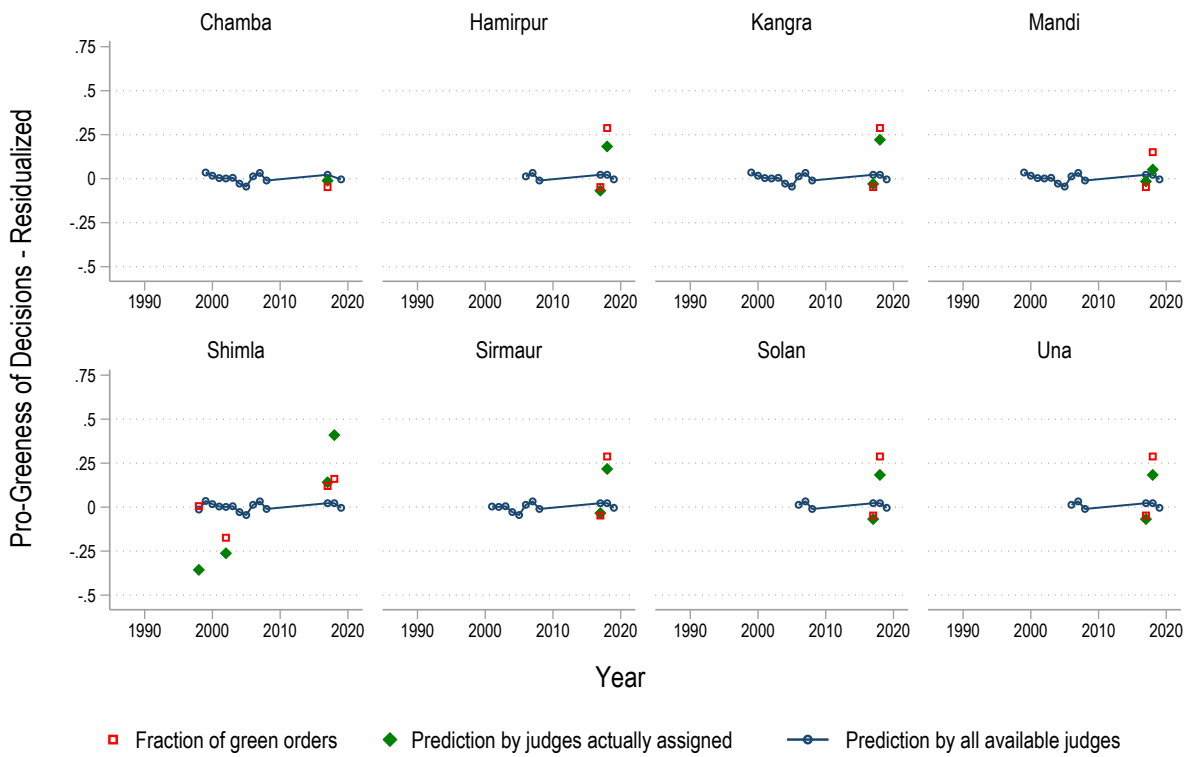 Chamba Hamirpur Kangra Mandi
Pro-Greeness of Decisions - Residualized
.75
.5
.25
0
-.25
-.5
1990 2000 2010 2020 1990 2000 2010 2020 1990 2000 2010 2020 1990 2000 2010 2020
Shimla Sirmaur Solan Una
.75
.5
.25
0
-.25
-.5
1990 2000 2010 2020 1990 2000 2010 2020 1990 2000 2010 2020 1990 2000 2010 2020
Year
Fraction of green orders Prediction by judges actually assigned Prediction by all available judges